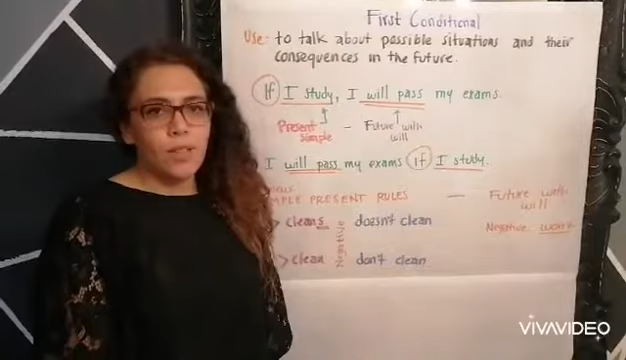 First Conditional
Use: to talk about possible situations and their
consequences in the future.
If I study, I will pass my exams.
Present simple – Future with will
I will pass my exams if I study.
PRESENT RULES — Future with will
> cleans Negative doesn't clean Negative won't
> clean don't clean
VIVAVIDEO